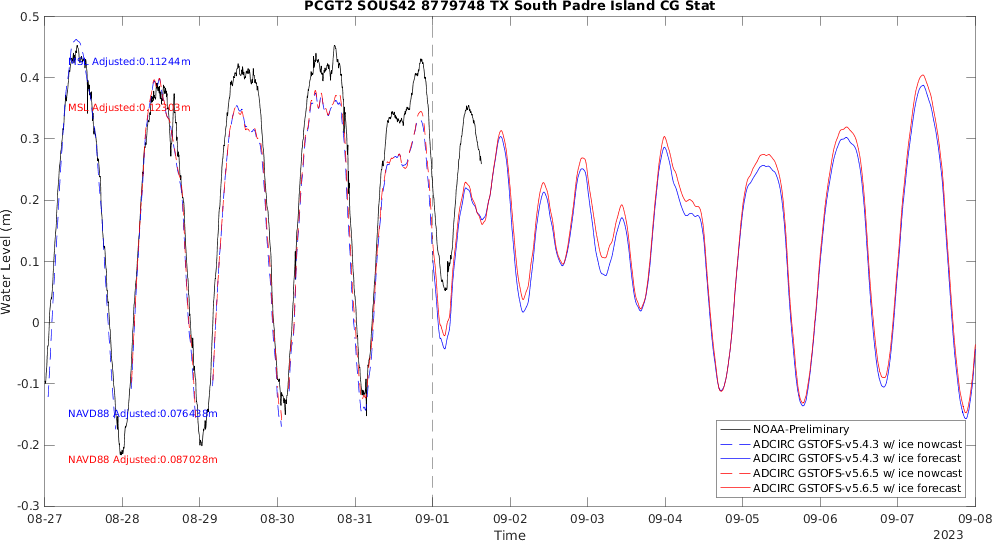 PCGT2 SOUS42 8779748 TX South Padre Island CG Stat
0.5
0.4
0.3
0.2
0.1
0
-0.1
-0.2
-0.3
Water Level (m)
MSL Adjusted:0.11244m
MSL Adjusted:0.12303m
NAVD88 Adjusted:0.076438m
NAVD88 Adjusted:0.087028m
NOAA-Preliminary
ADCIRC GSTOFS-v5.4.3 w/ ice nowcast
ADCIRC GSTOFS-v5.4.3 w/ ice forecast
ADCIRC GSTOFS-v5.6.5 w/ ice nowcast
ADCIRC GSTOFS-v5.6.5 w/ ice forecast
08-27 08-28 08-29 08-30 08-31 09-01 09-02 09-03 09-04 09-05 09-06 09-07 09-08
Time
2023